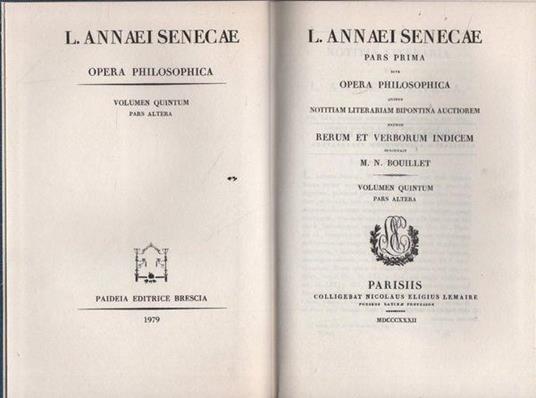 L. ANNAEI SENECAE
OPERA PHILOSOPHICA
VOLUMEN QUINTUM
PARS ALTERA
PAIDEIA EDITRICE BRESCIA
1979
L. ANNAEI SENECAE
PARS PRIMA
SIVE
OPERA PHILOSOPHICA
QUIBUS
NOTITIAM LITERARIAM BIPONTINA AUCTIOREM
NECNON
RERUM ET VERBORUM INDICEM
M. N. BOUILLET
VOLUMEN QUINTUM
PARS ALTERA
PARISIIS
COLLIGEBAT NICOLAUS ELIGIUS LEMAIRE
POESEOS LATINÆ PROFESSOR
MDCCCXXXII